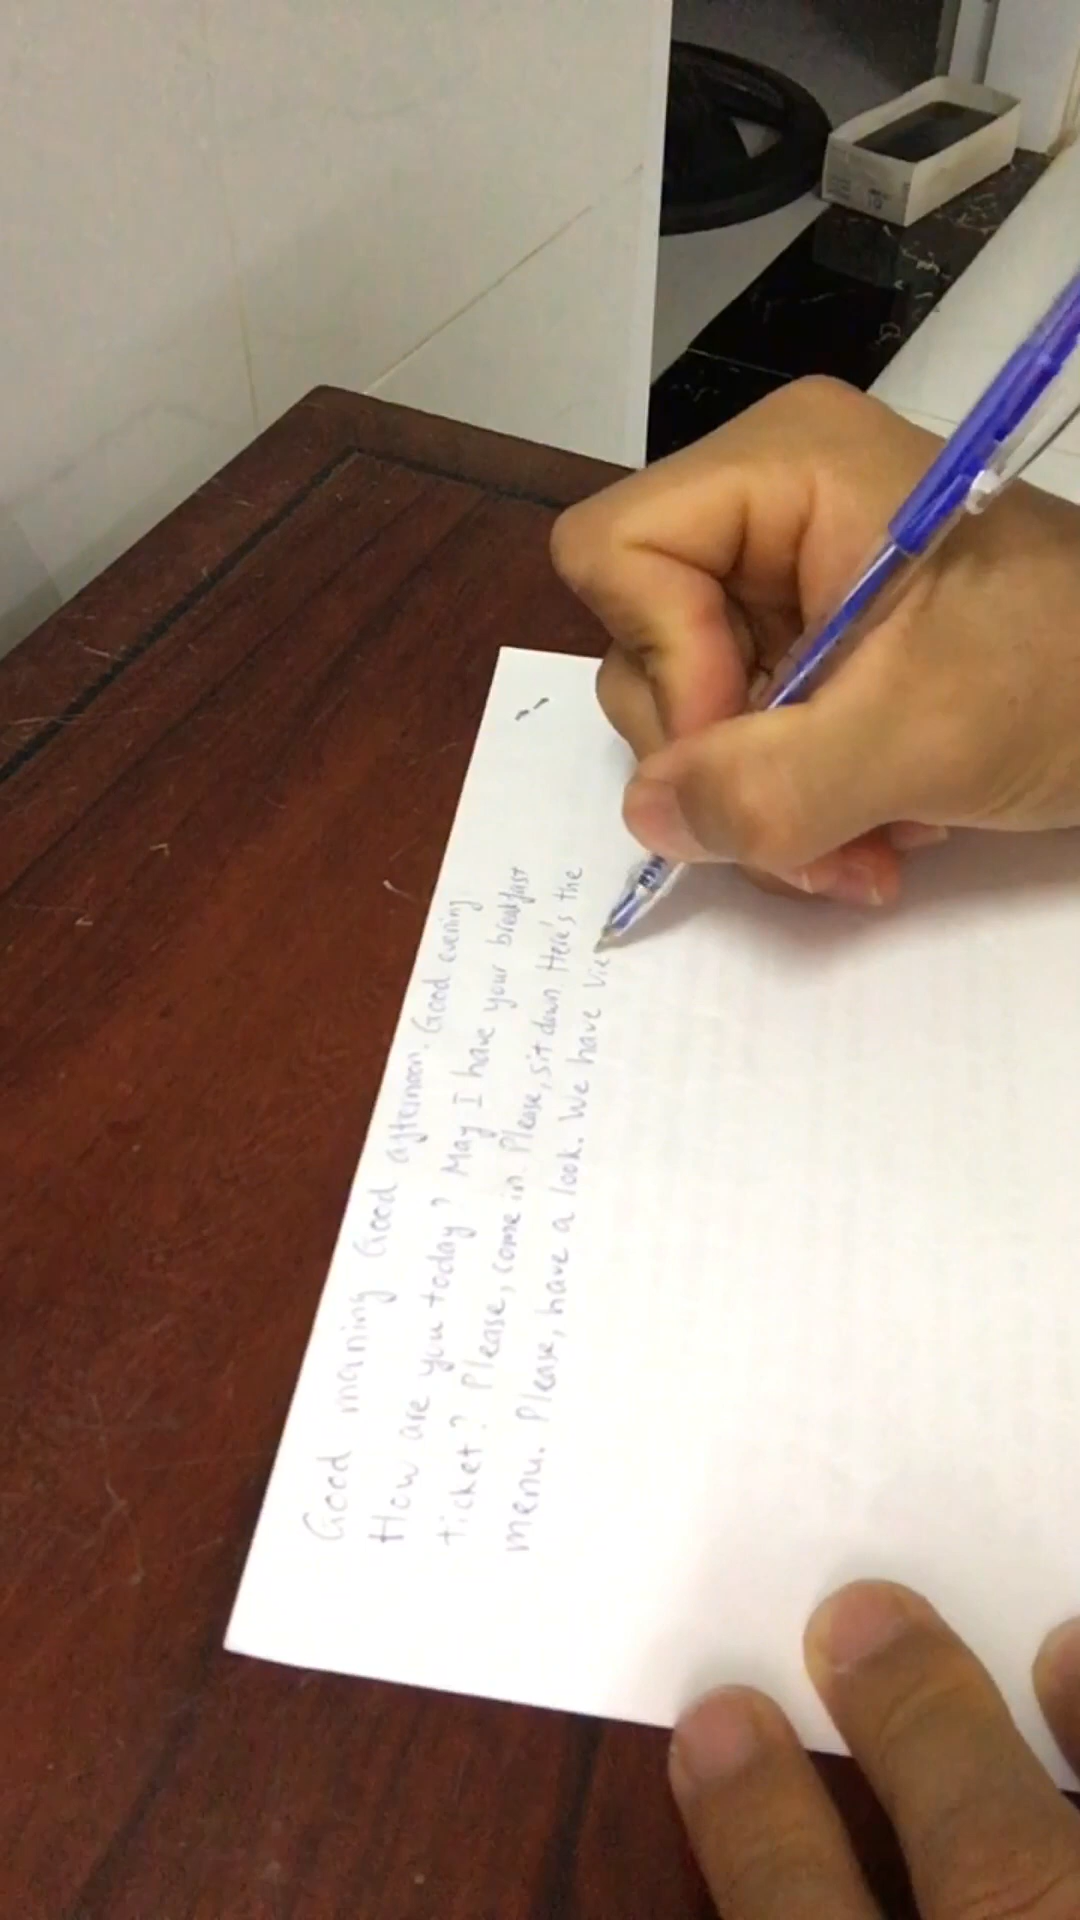 Good morning Good afternoon. Good evening
How are you today? May I have your breakfast
ticket? Please, come in. Please, sit down. Here's the
menu. Please, have a look. We have Vie